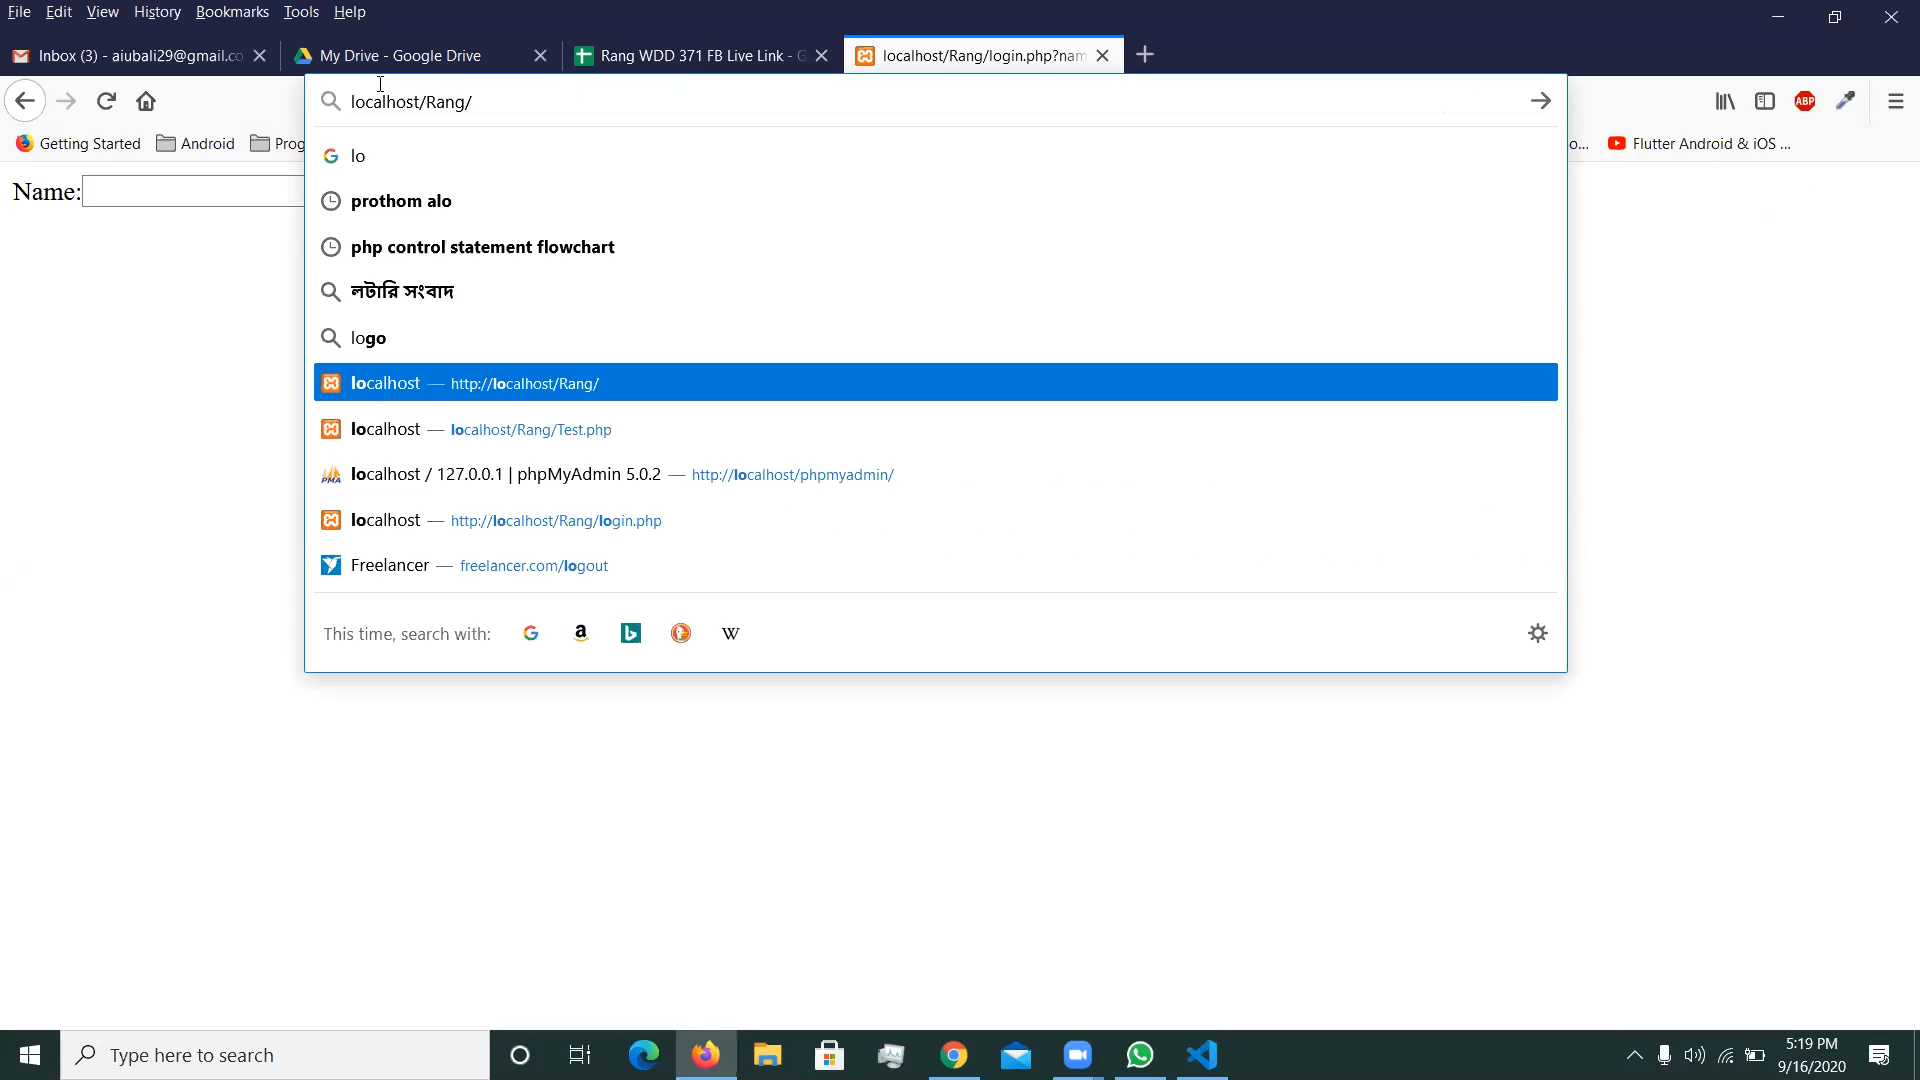 File Edit View History Bookmarks Tools Help
Inbox (3) - aiubali29@gmail.co
My Drive - Google Drive
Rang WDD 371 FB Live Link - G
localhost/Rang/login.php?nam
localhost/Rang/
ABP
Getting Started Android Prog
o... Flutter Android & iOS ...
Name:
lo
prothom alo
php control statement flowchart
লটারি সংবাদ
logo
localhost — http://localhost/Rang/
localhost — localhost/Rang/Test.php
localhost / 127.0.0.1 | phpMyAdmin 5.0.2 — http://localhost/phpmyadmin/
localhost — http://localhost/Rang/login.php
Freelancer — freelancer.com/logout
This time, search with:
Type here to search
5:19 PM
9/16/2020